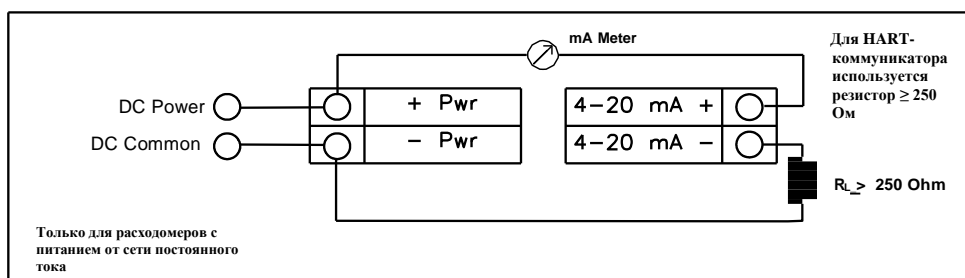 mA Meter
Для HART-
коммуникатора
используется
резистор ≥ 250
Ом
DC Power
+ Pwr
4-20 mA +
DC Common
- Pwr
4-20 mA -
RL ≥ 250 Ohm
Только для расходомеров с
питанием от сети постоянного
тока